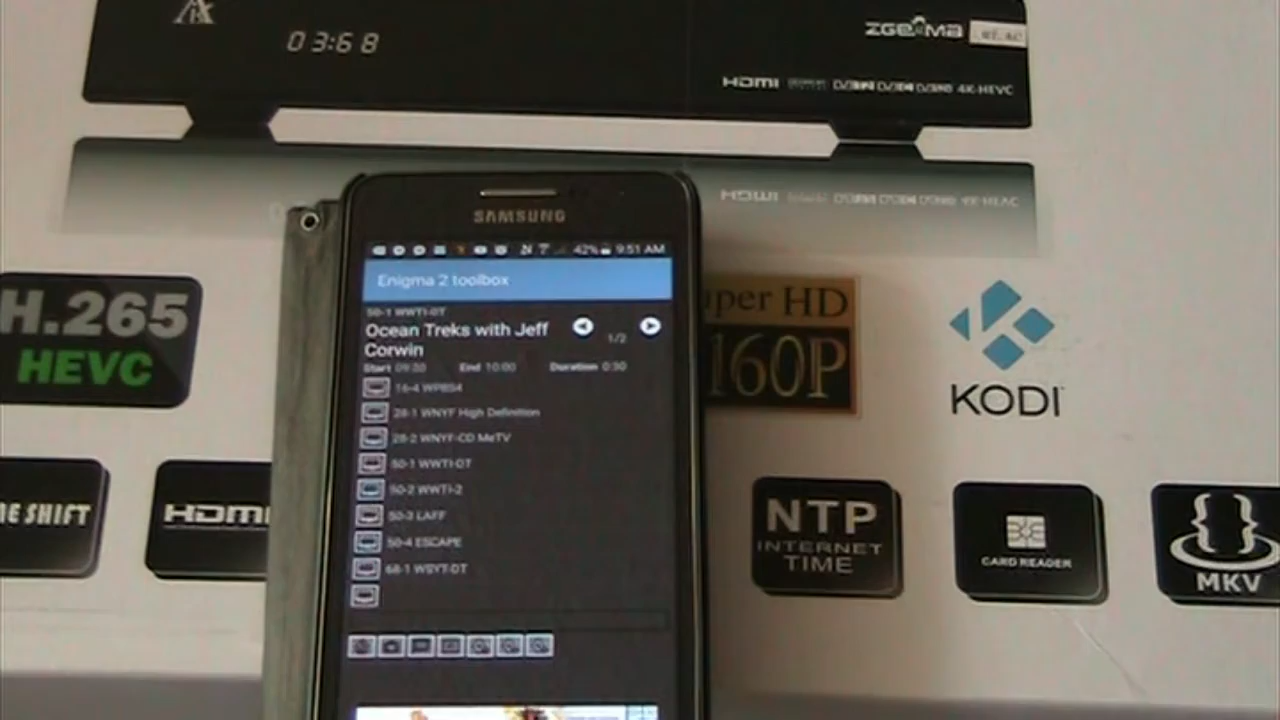 03:68
ZGEMMA
HDMI 4K-HEVC
HDMI
SAMSUNG
42% 9:51 AM
Enigma 2 toolbox
50-1 WWTI-DT
Ocean Treks with Jeff
Corwin
1/2
Start 09:30 End 10:00 Duration 0:30
16-4 WPBS4
28-1 WNYF High Definition
28-2 WNYF-CD MeTV
50-1 WWTI-DT
50-2 WWTI-2
50-3 LAFF
50-4 ESCAPE
68-1 WSYT-DT
H.265
HEVC
uper HD
160P
KODI
E SHIFT
HDMI
NTP
INTERNET
TIME
CARD READER
MKV